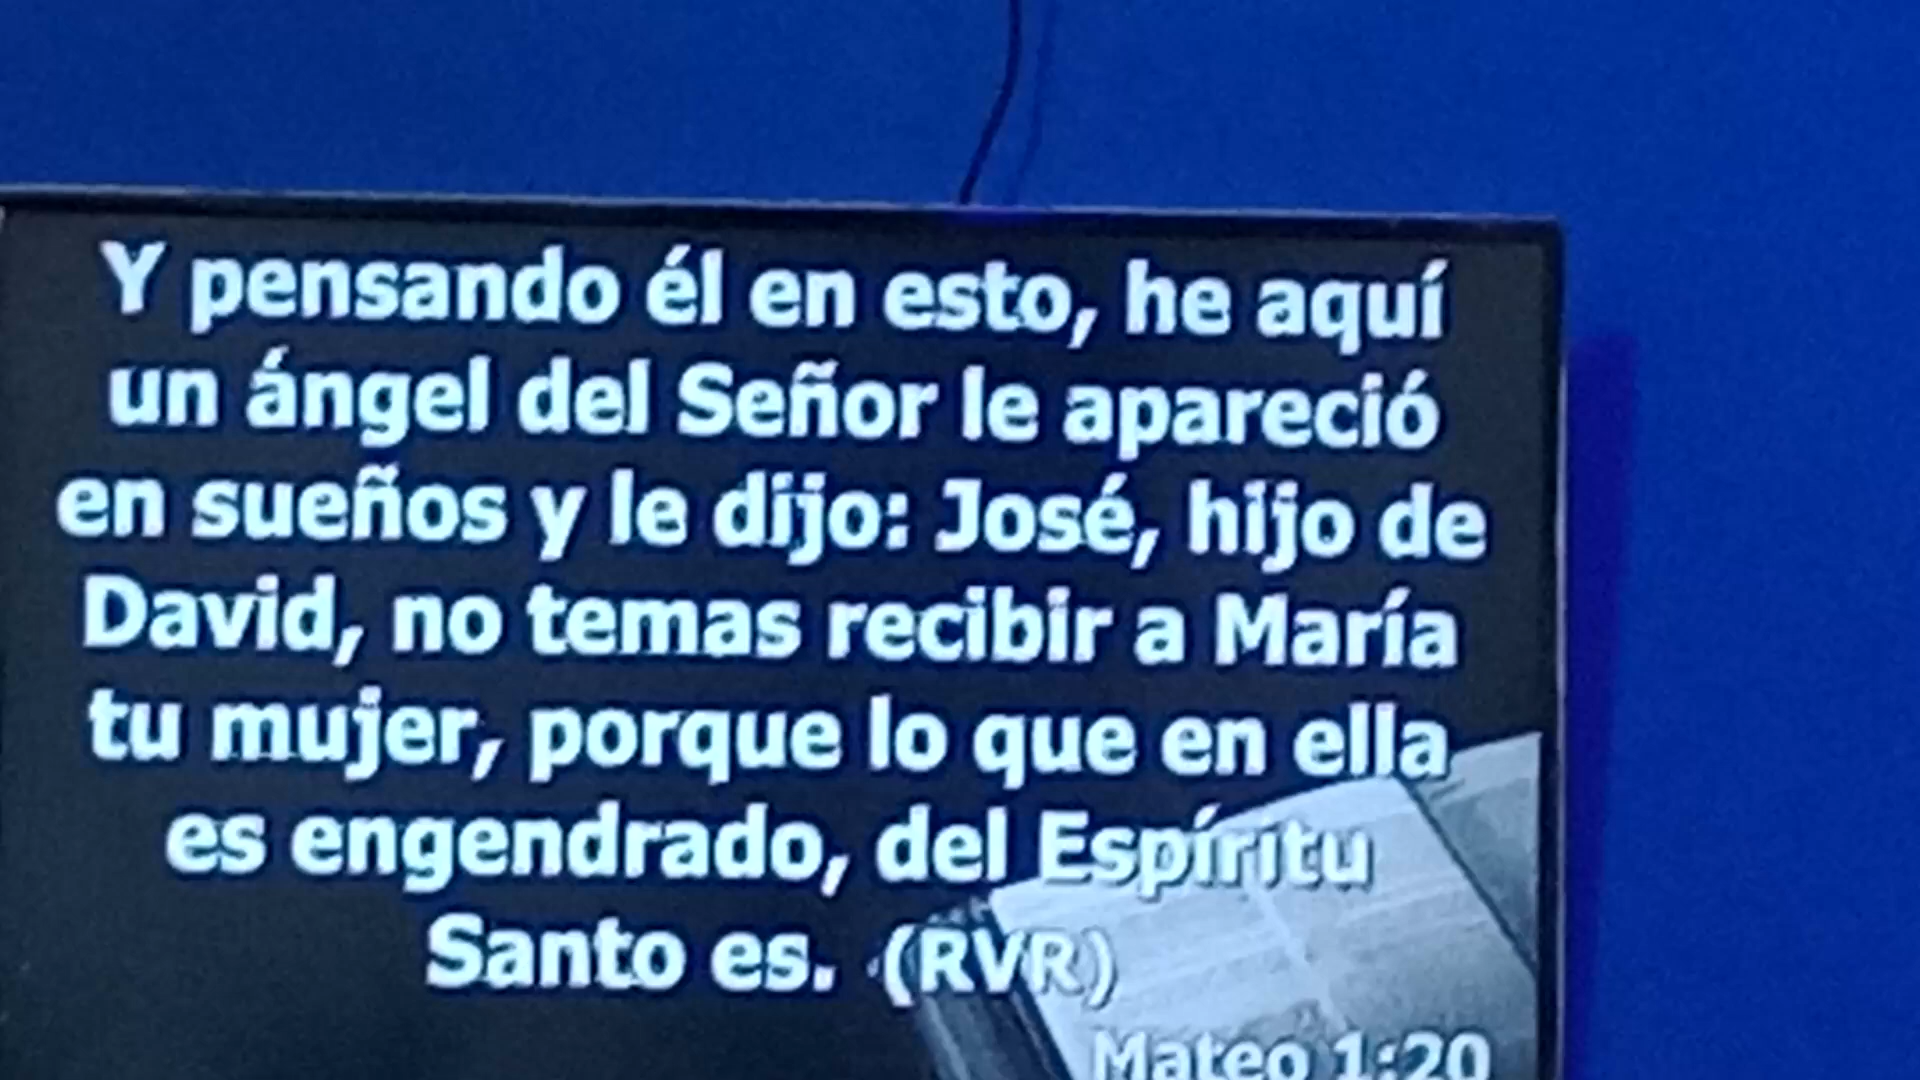 Y pensando él en esto, he aquí
un ángel del Señor le apareció
en sueños y le dijo: José, hijo de
David, no temas recibir a María
tu mujer, porque lo que en ella
es engendrado, del Espíritu
Santo es. (RVR)
Mateo 1:20